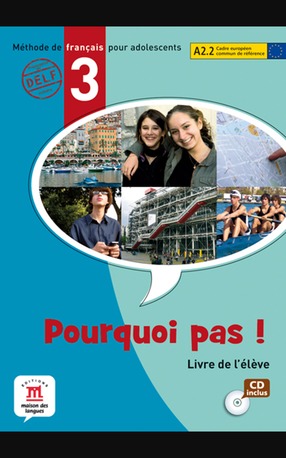 Méthode de français pour adolescents
A2.2
Cadre européen
commun de référence
DELF
3
Pourquoi pas !
Livre de l'élève
CD
inclus
ÉDITIONS
maison des
langues